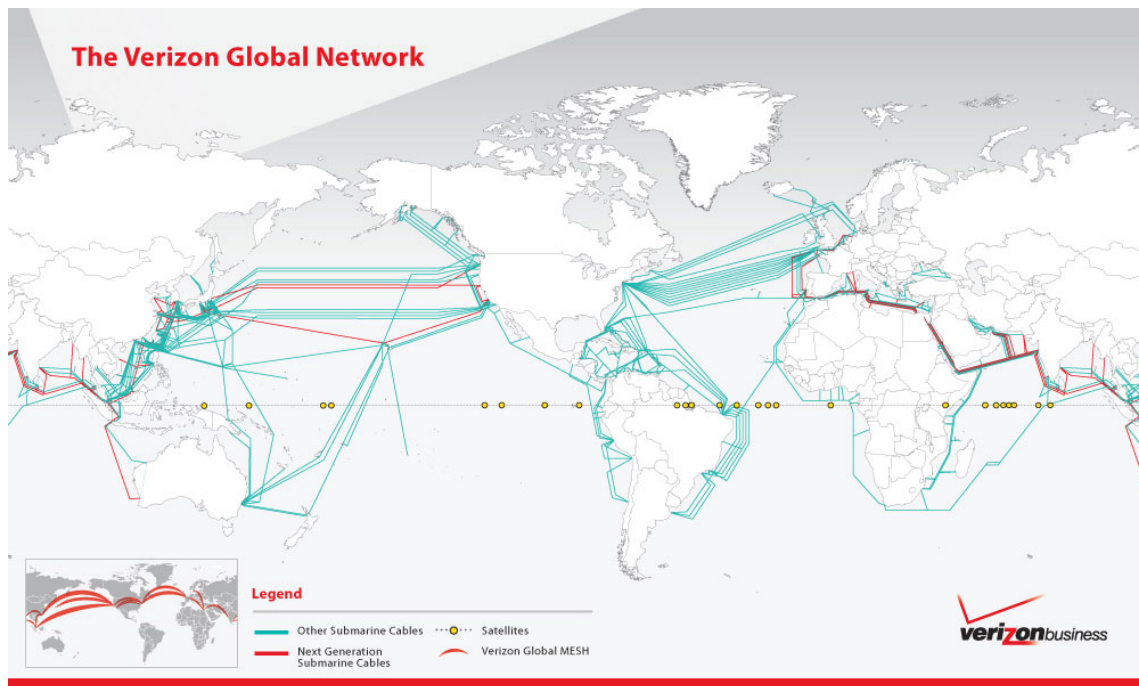 The Verizon Global Network
Legend
Other Submarine Cables
Satellites
Next Generation
Submarine Cables
Verizon Global MESH
verizonbusiness